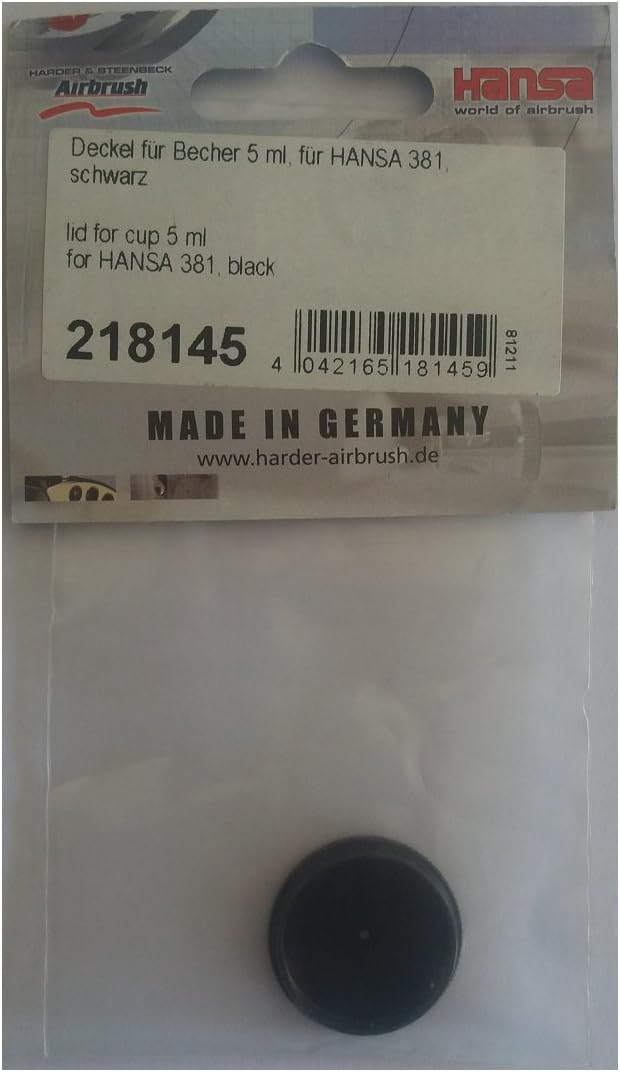 HARDER & STEENBECK
Airbrush
Hansa
world of airbrush
Deckel für Becher 5 ml, für HANSA 381,
schwarz
lid for cup 5 ml
for HANSA 381, black
218145
4 042165 181459
81211
MADE IN GERMANY
www.harder-airbrush.de